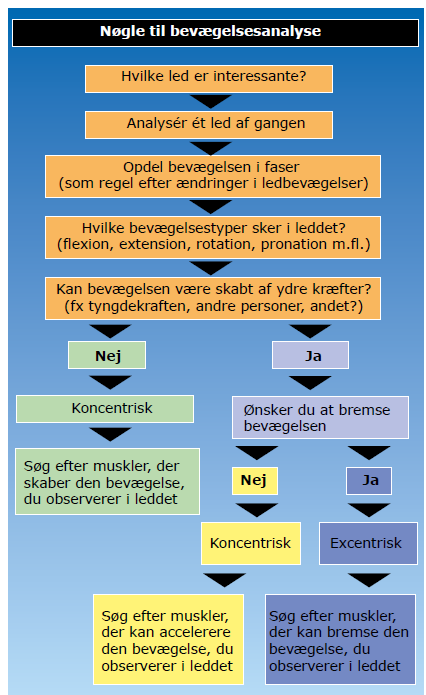 Nøgle til bevægelsesanalyse
Hvilke led er interessante?
Analysér ét led af gangen
Opdel bevægelsen i faser
(som regel efter ændringer i ledbevægelser)
Hvilke bevægelsestyper sker i leddet?
(flexion, extension, rotation, pronation m.fl.)
Kan bevægelsen være skabt af ydre kræfter?
(fx tyngdekraften, andre personer, andet?)
Nej
Ja
Koncentrisk
Ønsker du at bremse
bevægelsen
Søg efter muskler, der
skaber den bevægelse,
du observerer i leddet
Nej
Ja
Koncentrisk
Excentrisk
Søg efter muskler,
der kan accelerere
den bevægelse, du
observerer i leddet
Søg efter muskler,
der kan bremse den
bevægelse, du
observerer i leddet